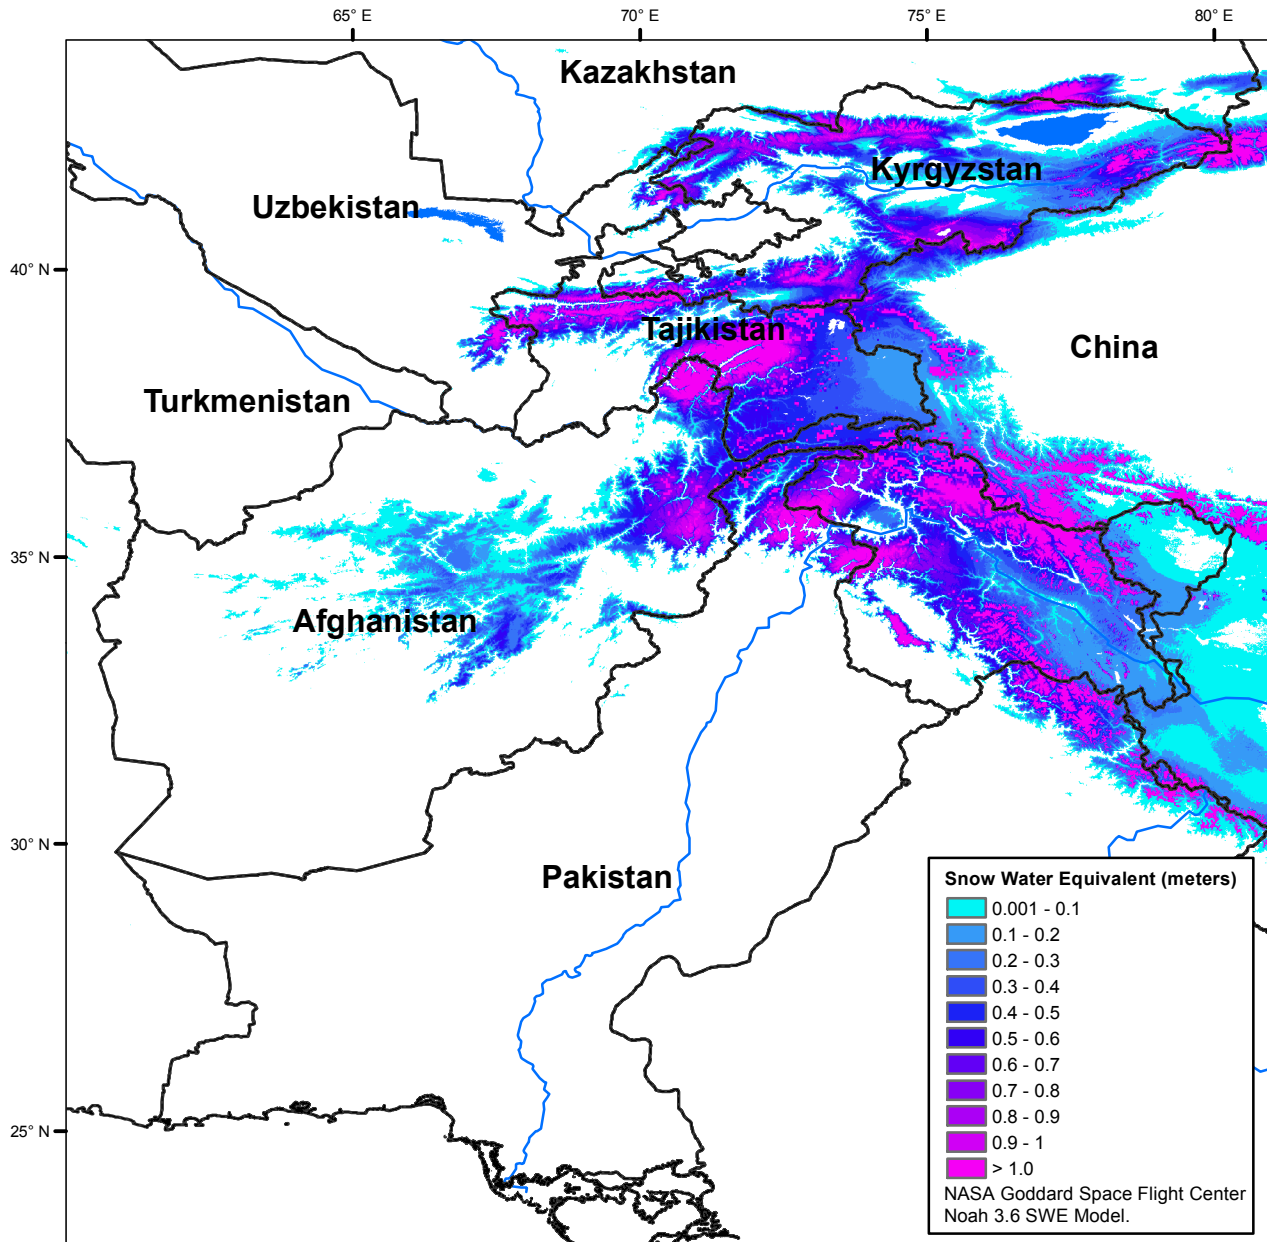 65° E
70° E
75° E
80° E
Kazakhstan
Kyrgyzstan
Uzbekistan
40° N
Tajikistan
China
Turkmenistan
35° N
Afghanistan
30° N
Pakistan
25° N
Snow Water Equivalent (meters)
0.001 - 0.1
0.1 - 0.2
0.2 - 0.3
0.3 - 0.4
0.4 - 0.5
0.5 - 0.6
0.6 - 0.7
0.7 - 0.8
0.8 - 0.9
0.9 - 1
> 1.0
NASA Goddard Space Flight Center
Noah 3.6 SWE Model.